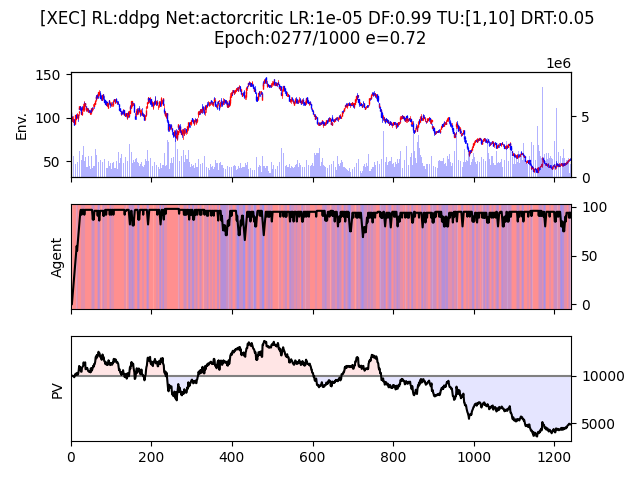 [XEC] RL:ddpg Net:actorcritic LR:1e-05 DF:0.99 TU:[1,10] DRT:0.05
Epoch:0277/1000 e=0.72
1e6
150
100
50
Env.
5
0
Agent
100
50
0
PV
10000
5000
0 200 400 600 800 1000 1200